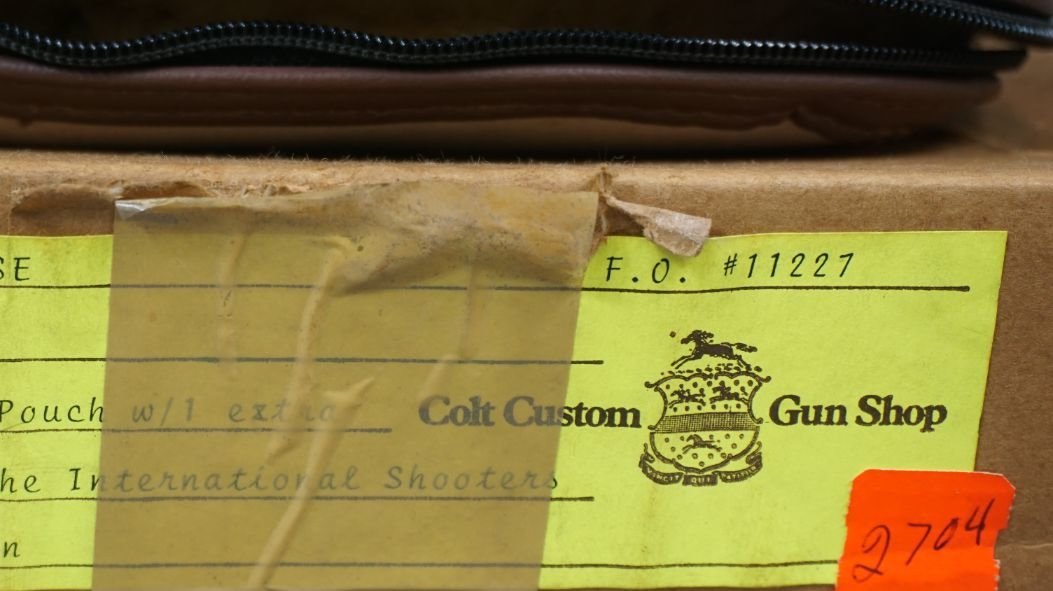 SE F.O. #11227
Pouch w/1 extra
Colt Custom Gun Shop
he International Shooters
n
2704